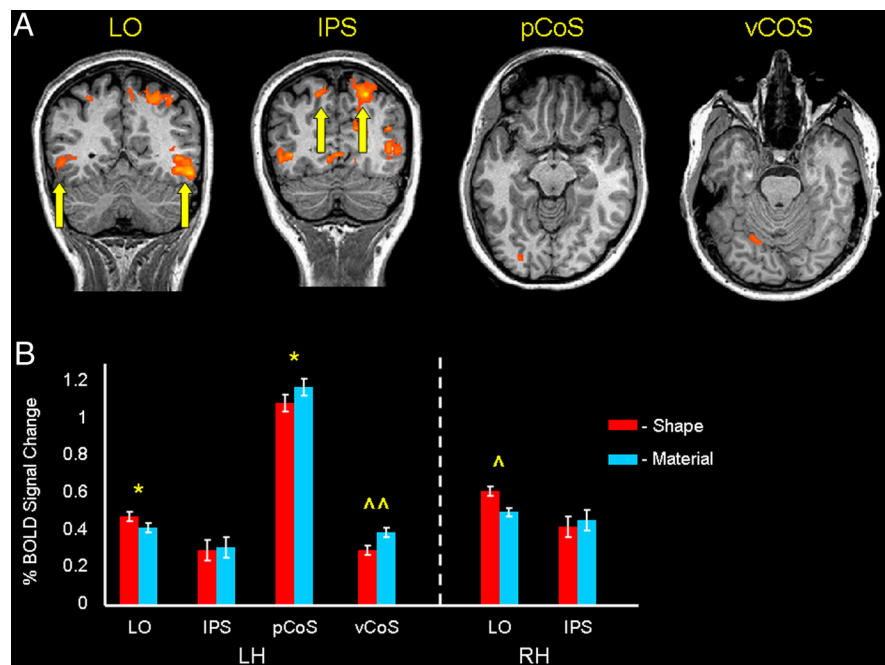 A
LO IPS pCoS vCOS
B
% BOLD Signal Change
1.2
1
0.8
0.6
0.4
0.2
0
*
*
^^
^
- Shape
- Material
LO IPS pCoS vCoS LO IPS
LH RH